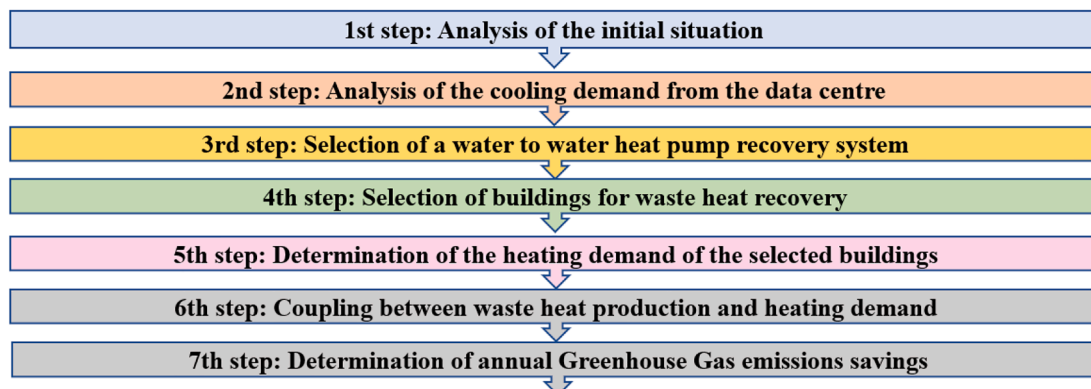 1st step: Analysis of the initial situation
2nd step: Analysis of the cooling demand from the data centre
3rd step: Selection of a water to water heat pump recovery system
4th step: Selection of buildings for waste heat recovery
5th step: Determination of the heating demand of the selected buildings
6th step: Coupling between waste heat production and heating demand
7th step: Determination of annual Greenhouse Gas emissions savings